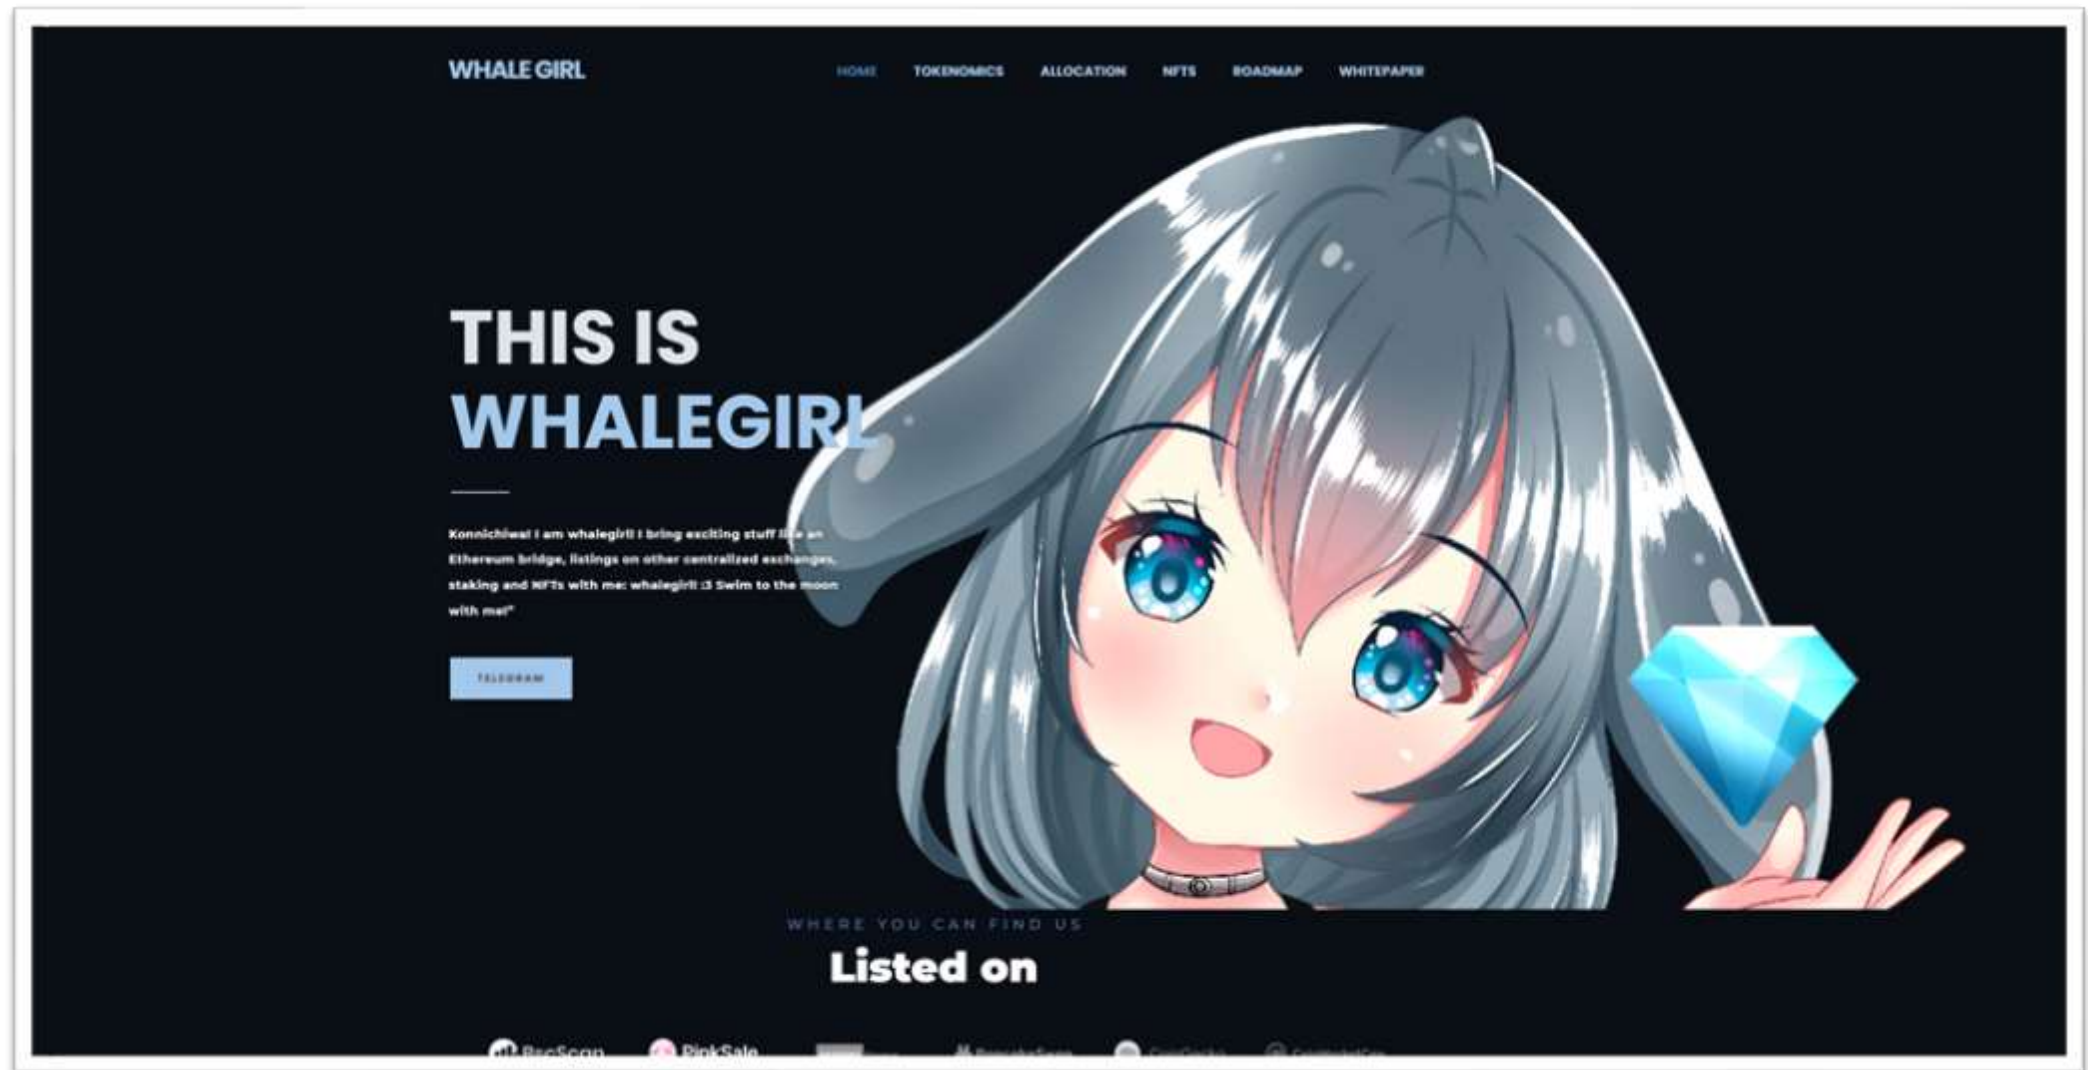 WHALE GIRL
HOME TOKENOMICS ALLOCATION NFTS ROADMAP WHITEPAPER
THIS IS
WHALEGIRL
Konnichiwa! I am whalegirl! I bring exciting stuff like an
Ethereum bridge, listings on other centralized exchanges,
staking and NFTs with me: whalegirl! :3 Swim to the moon
with me!"
TELEGRAM
WHERE YOU CAN FIND US
Listed on
BscScan PinkSale